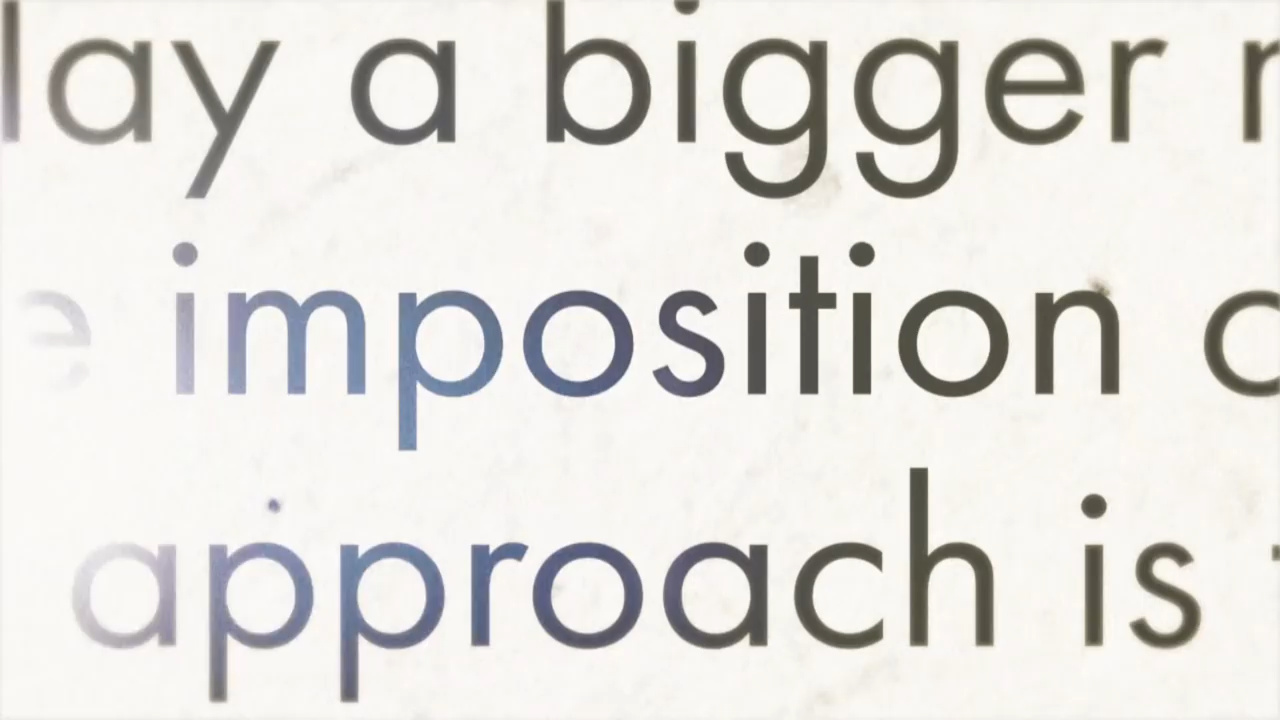 lay a bigger r
e imposition o
approach is